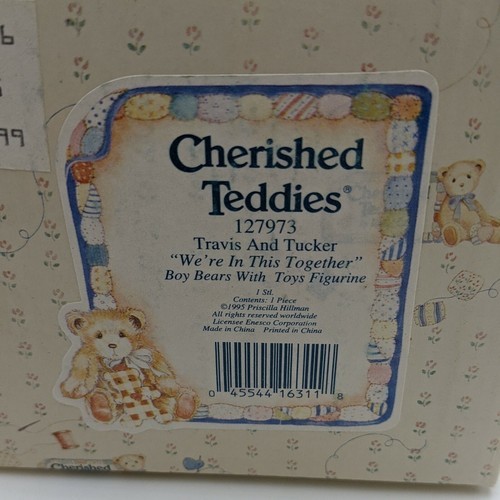 6
99
Cherished
Teddies®
127973
Travis And Tucker
"We're In This Together"
Boy Bears With Toys Figurine
1 Stl.
Contents: 1 Piece
©1995 Priscilla Hillman
All rights reserved worldwide
Licensee Enesco Corporation
Made in China Printed in China
0 45544 16311 8
Cherished